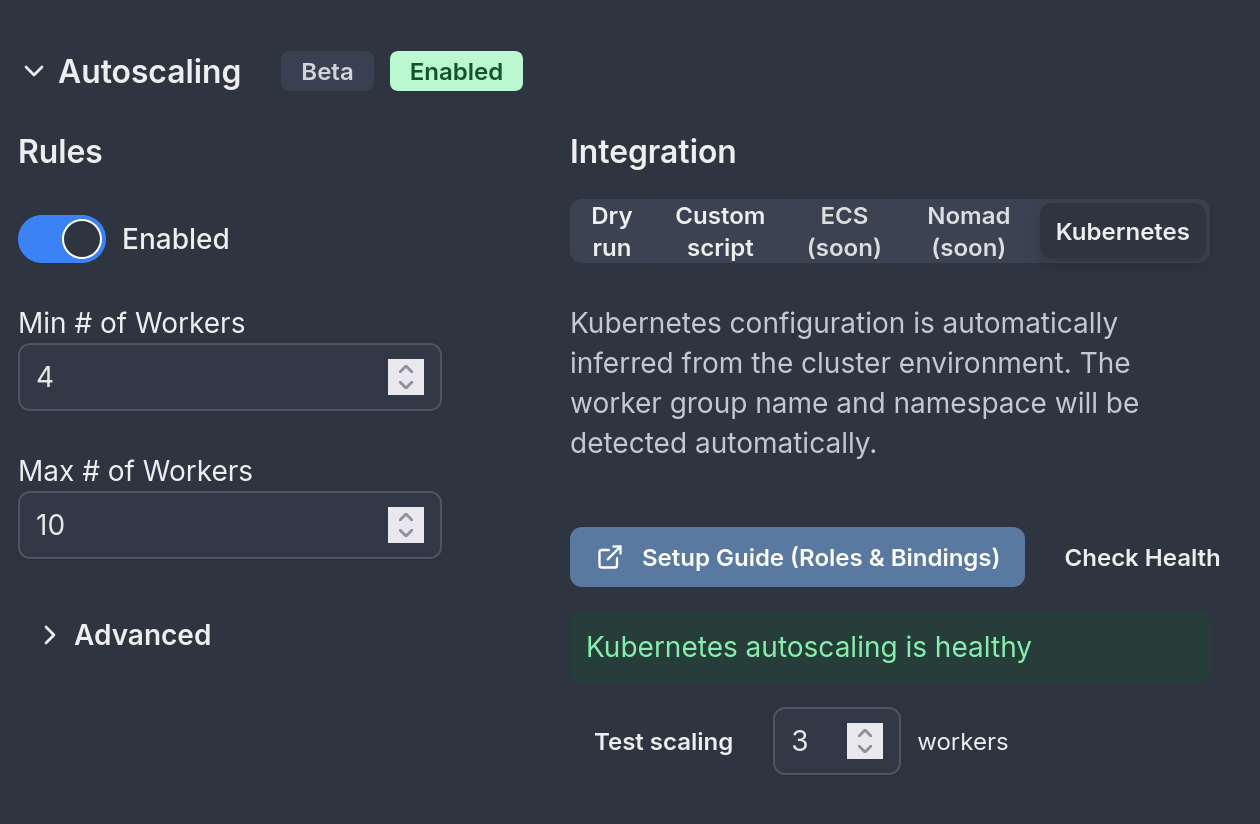 Autoscaling Beta Enabled
Rules
Enabled
Min # of Workers
4
Max # of Workers
10
Advanced
Integration
Dry run
Custom script
ECS (soon)
Nomad (soon)
Kubernetes
Kubernetes configuration is automatically
inferred from the cluster environment. The
worker group name and namespace will be
detected automatically.
Setup Guide (Roles & Bindings) Check Health
Kubernetes autoscaling is healthy
Test scaling 3 workers